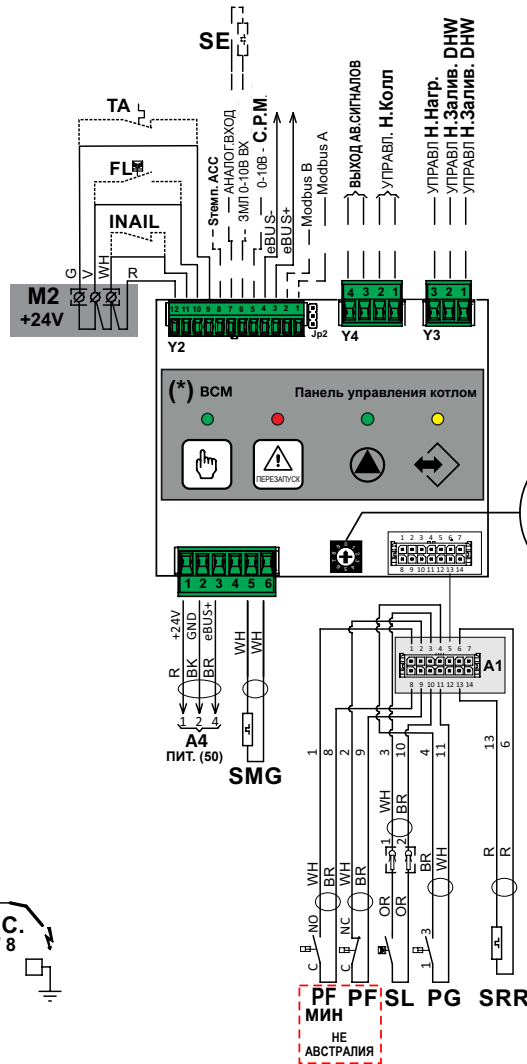 SE
TA
FL
INAIL
G
V
WH
R
M2
+24V
Sтемп. ACC
АНАЛОГ.ВХОД
ЗМЛ 0-10В ВХ
0-10В - С.Р.М.
eBUS-
eBUS+
Modbus B
Modbus A
ВЫХОД АВ.СИГНАЛОВ
УПРАВЛ. Н.Колл
УПРАВЛ Н.Нагр.
УПРАВЛ Н.Залив. DHW
УПРАВЛ Н.Залив. DHW
12 11 10 9 8 7 6 5 4 3 2 1
Y2
Jp2
4 3 2 1
Y4
3 2 1
Y3
(*) BCM
Панель управления котлом
ПЕРЕЗАПУСК
1 2 3 4 5 6 7
8 9 10 11 12 13 14
1 2 3 4 5 6
+24V
GND
eBUS+
R
BK
BR
WH
WH
1 2 4
A4
ПИТ. (50)
SMG
1 2 3 4 5 6 7
A1
8 9 10 11 12 13 14
1
8
2
9
3
10
4
11
13
6
WH
BR
WH
BR
WH
BR
1
2
OR
OR
BR
WH
R
R
C
NO
C
NC
1
3
PF
МИН
PF
SL
PG
SRR
НЕ
АВСТРАЛИЯ
C.
8